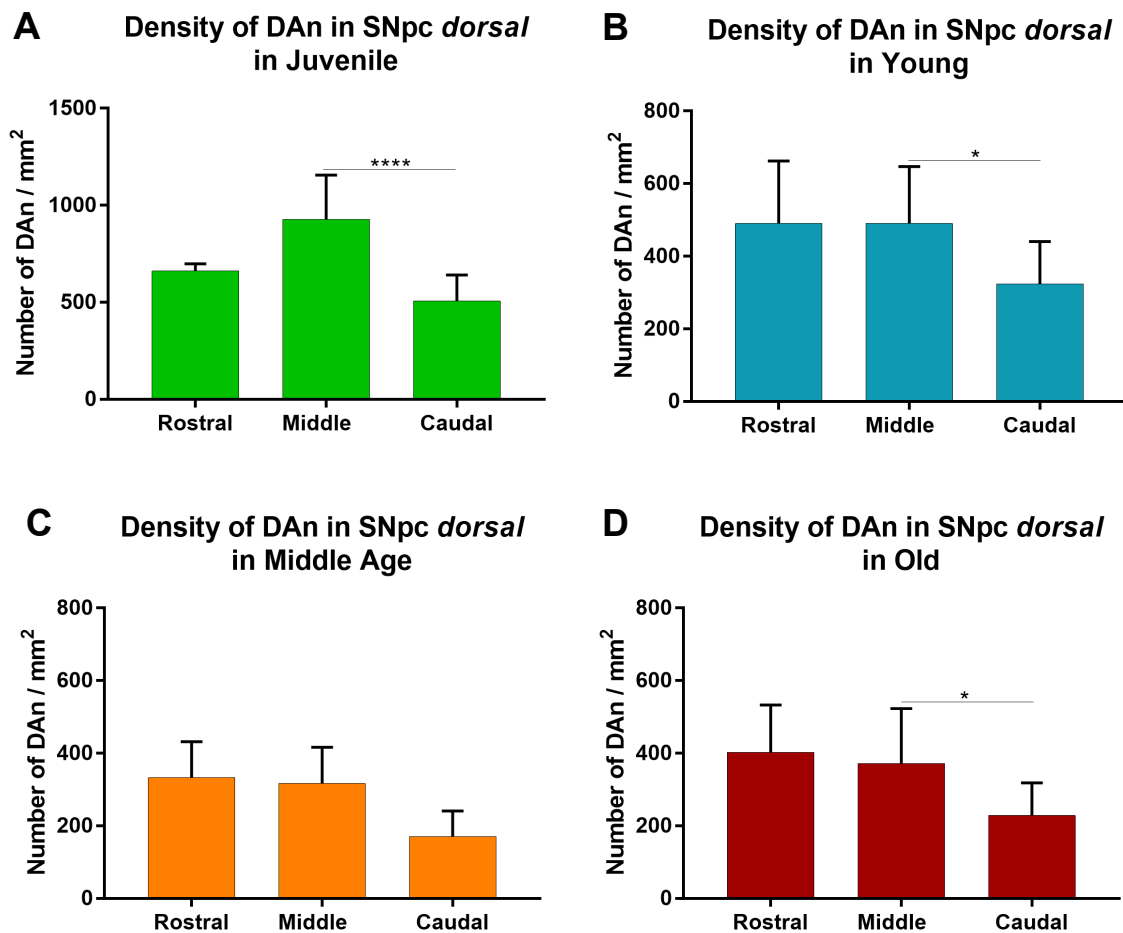 A
Density of DAn in SNpc dorsal
in Juvenile
Number of DAn / mm²
1500
1000
500
0
****
Rostral
Middle
Caudal
B
Density of DAn in SNpc dorsal
in Young
Number of DAn / mm²
800
600
400
200
0
*
Rostral
Middle
Caudal
C
Density of DAn in SNpc dorsal
in Middle Age
Number of DAn / mm²
800
600
400
200
0
Rostral
Middle
Caudal
D
Density of DAn in SNpc dorsal
in Old
Number of DAn / mm²
800
600
400
200
0
*
Rostral
Middle
Caudal